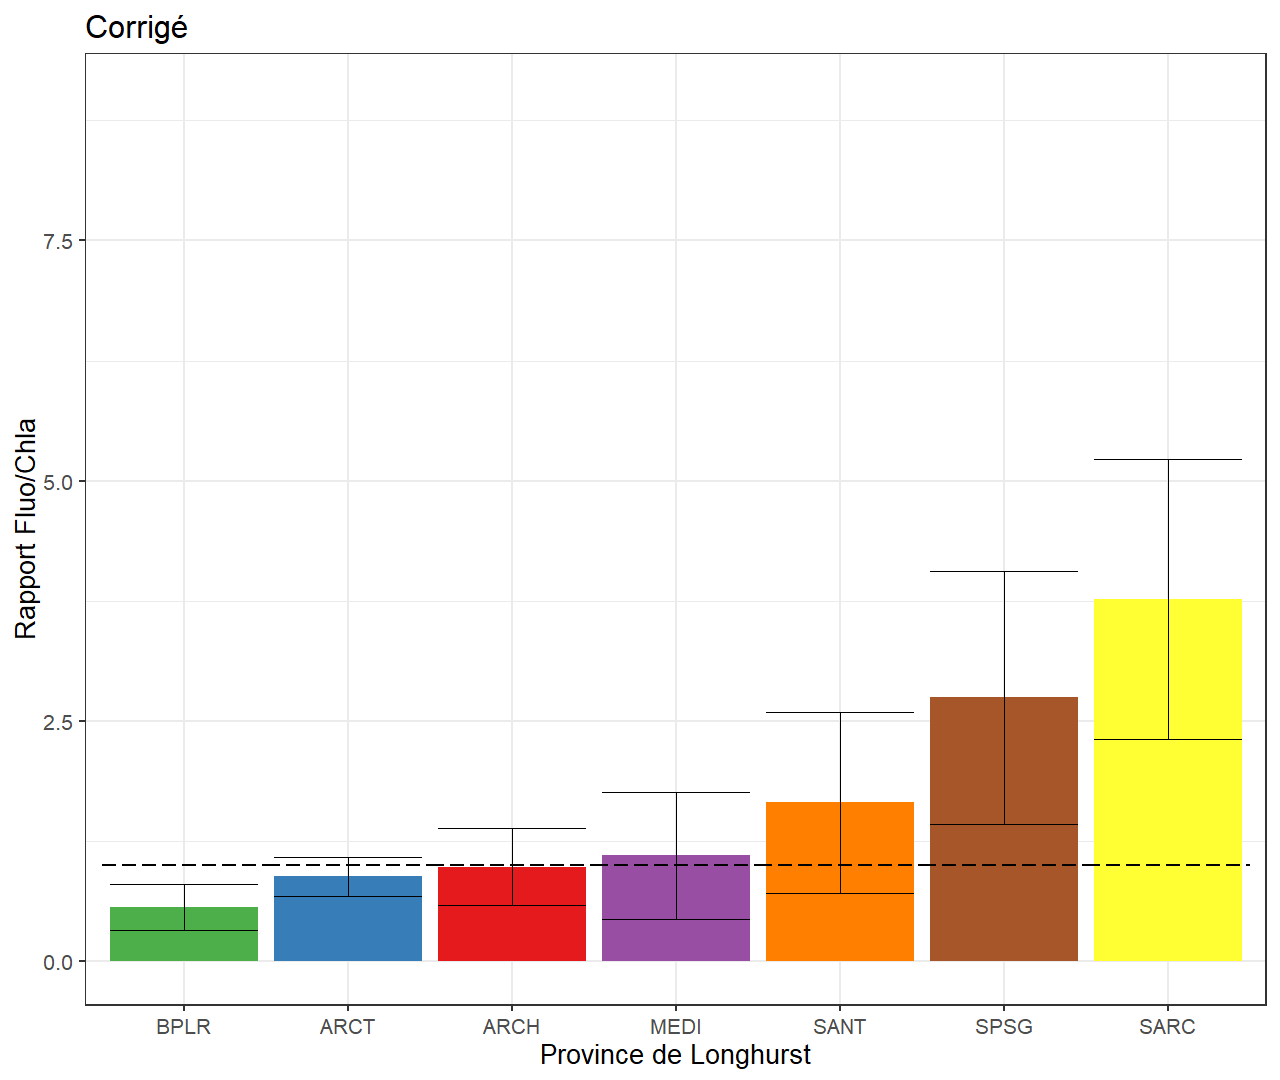 Corrigé
Rapport Fluo/Chla
7.5
5.0
2.5
0.0
BPLR ARCT ARCH MEDI SANT SPSG SARC
Province de Longhurst